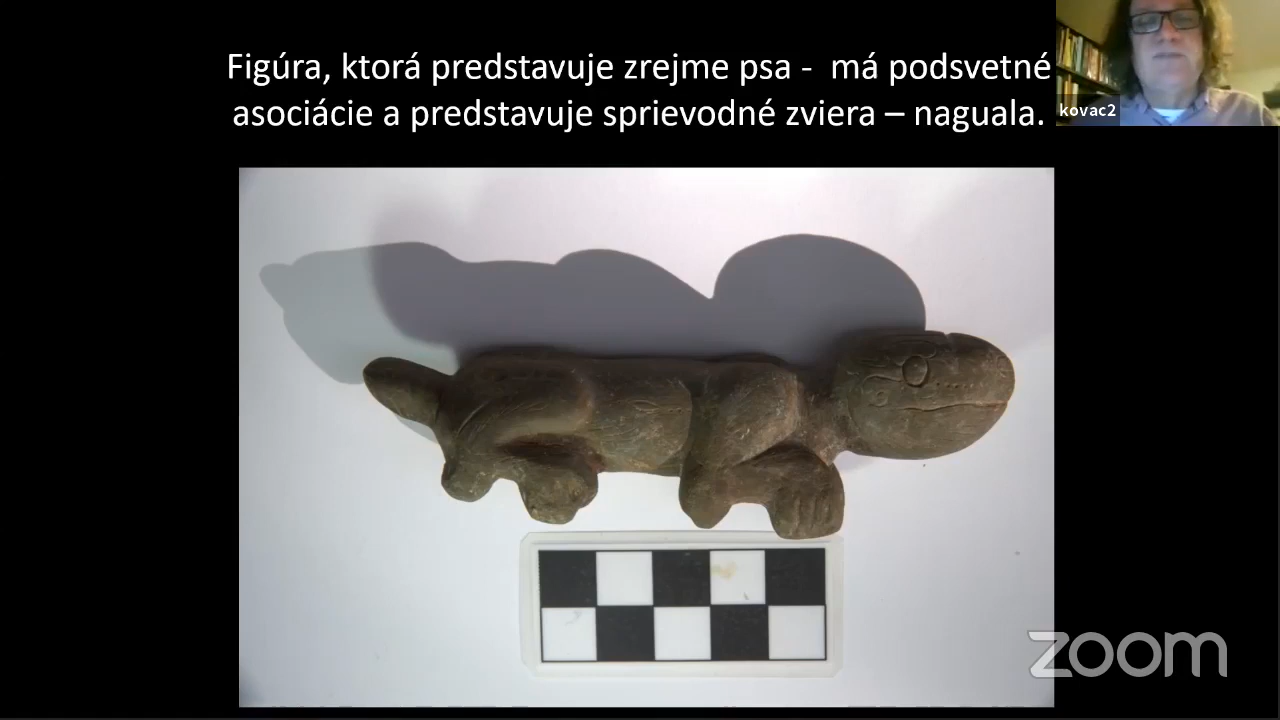 Figúra, ktorá predstavuje zrejme psa -  má podsvetné
asociácie a predstavuje sprievodné zviera – naguala.
kovac2
zoom